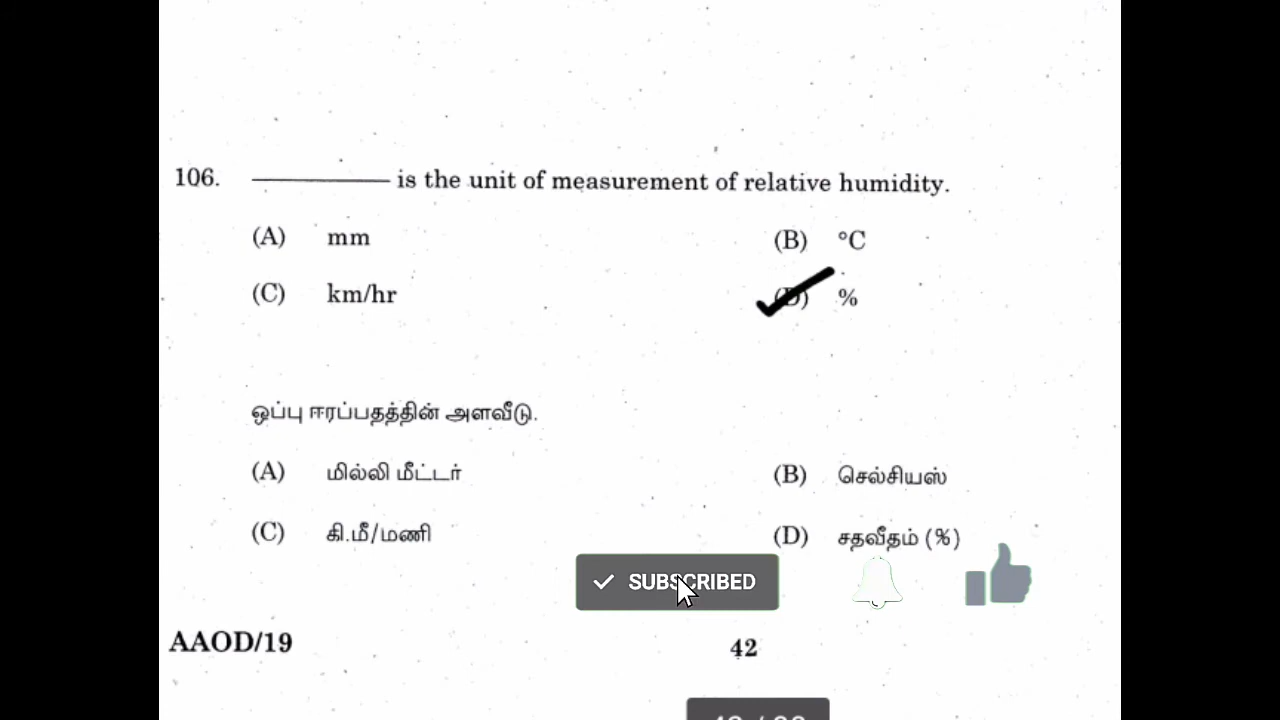 106. ________ is the unit of measurement of relative humidity.
(A) mm (B) °C
(C) km/hr (D) %
ஒப்பு ஈரப்பதத்தின் அளவீடு.
(A) மில்லி மீட்டர் (B) செல்சியஸ்
(C) கி.மீ/மணி (D) சதவீதம் (%)
SUBSCRIBED
AAOD/19 42